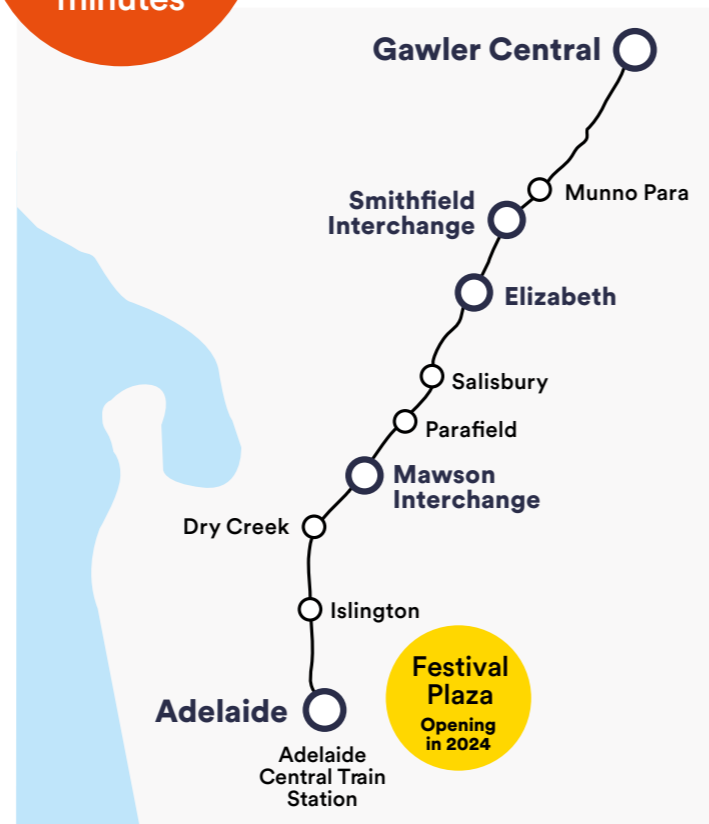 minutes
Gawler Central
Munno Para
Smithfield
Interchange
Elizabeth
Salisbury
Parafield
Mawson
Interchange
Dry Creek
Islington
Festival
Plaza
Opening
in 2024
Adelaide
Adelaide
Central Train
Station